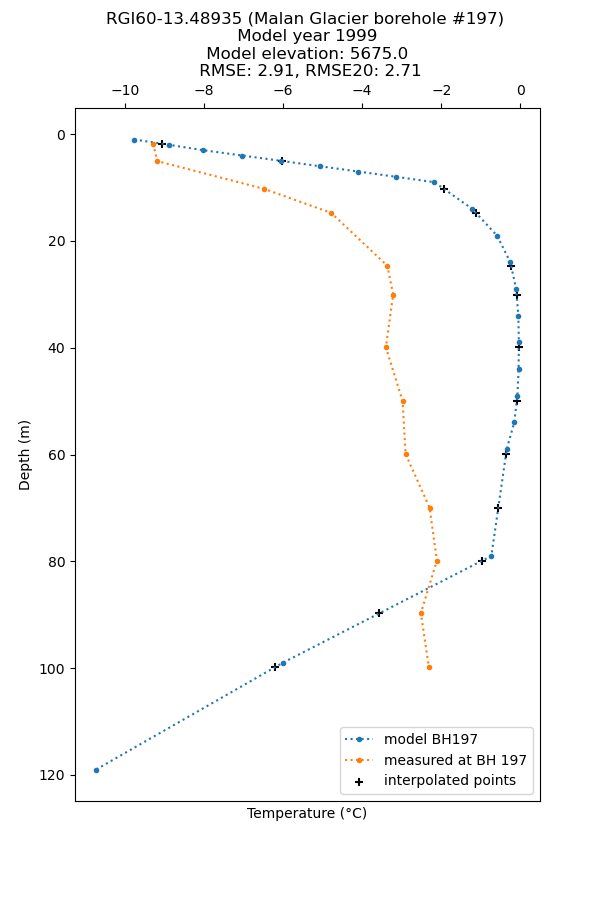 RGI60-13.48935 (Malan Glacier borehole #197)
Model year 1999
Model elevation: 5675.0
RMSE: 2.91, RMSE20: 2.71
−10 −8 −6 −4 −2 0
0
20
40
60
80
100
120
Depth (m)
model BH197
measured at BH 197
interpolated points
Temperature (°C)